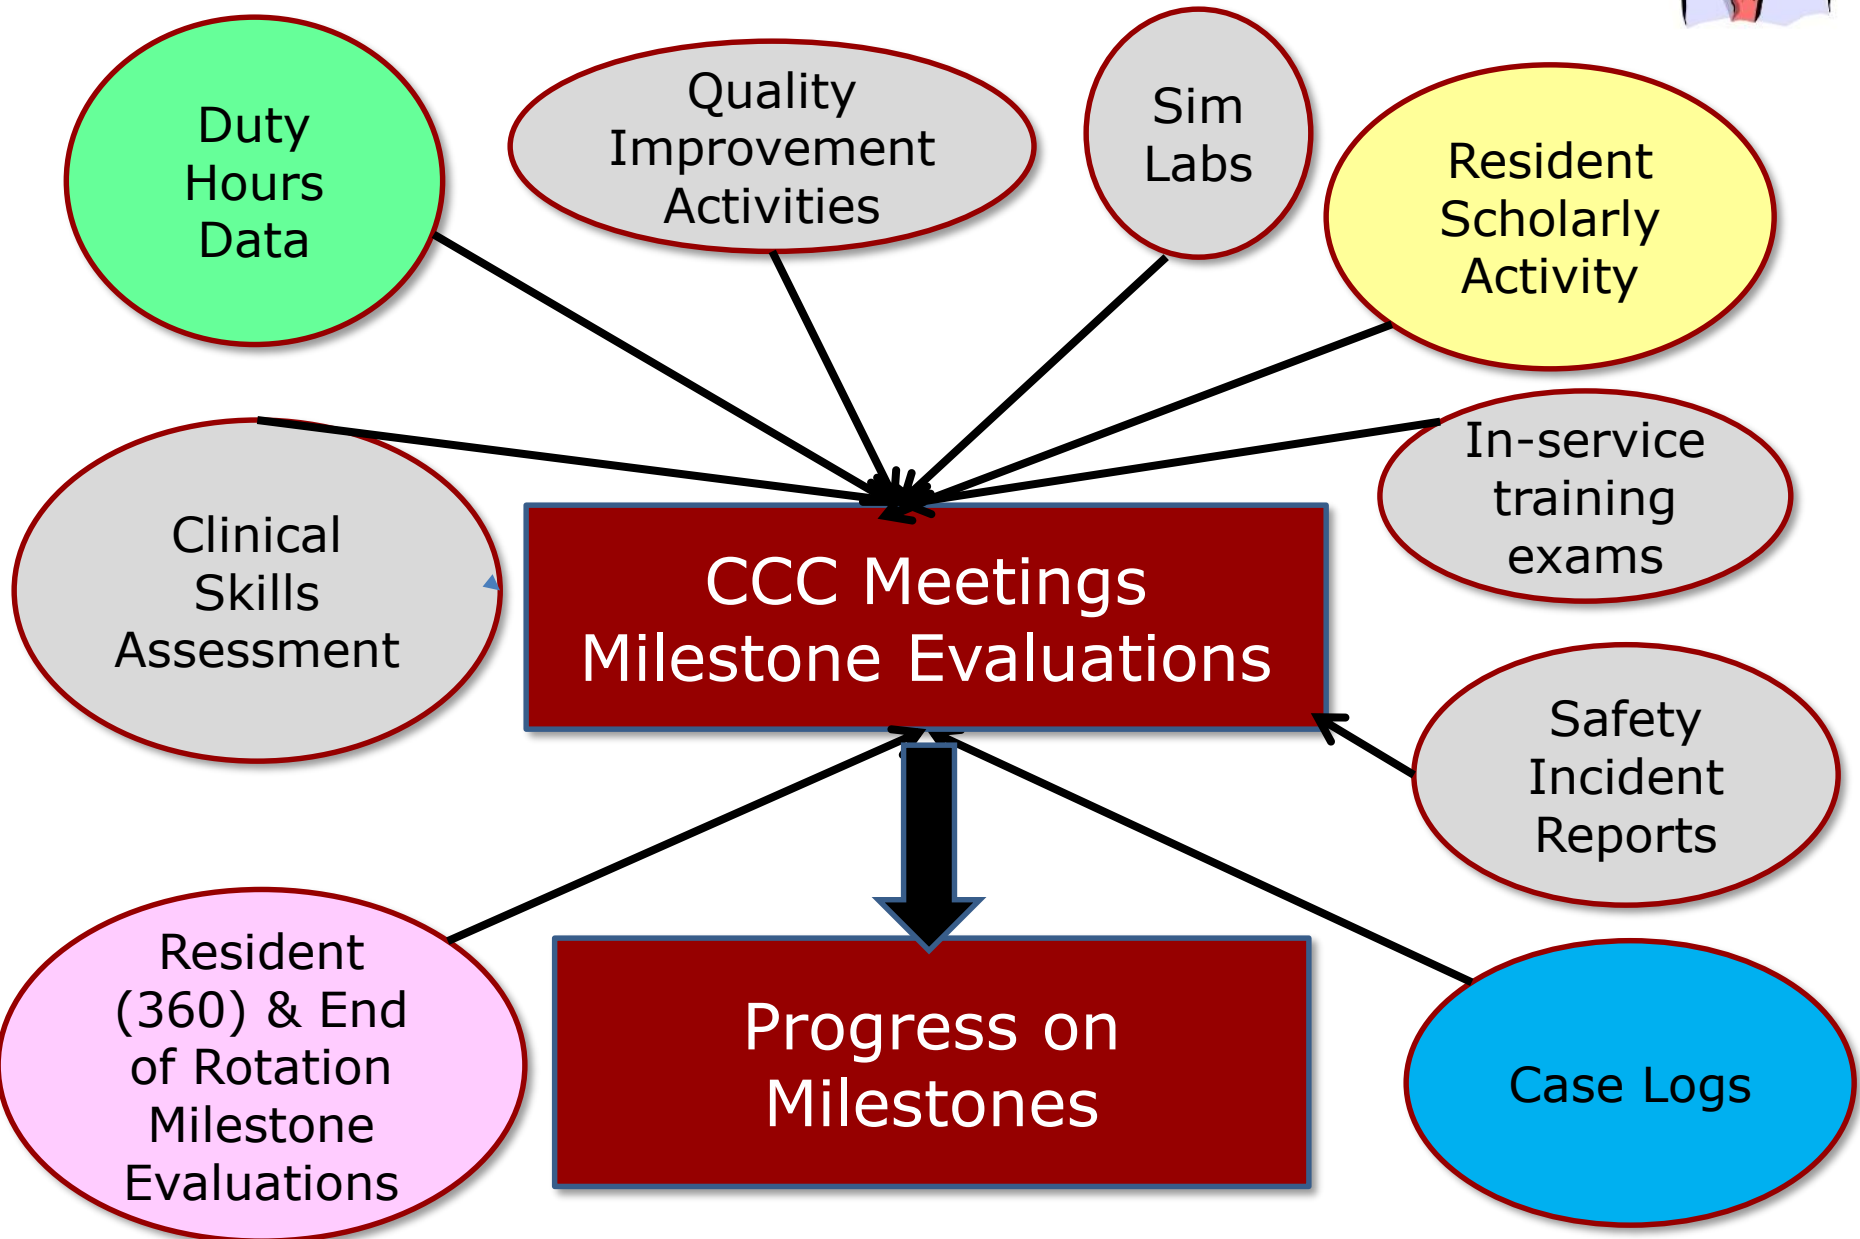 Duty
Hours
Data
Quality
Improvement
Activities
Sim
Labs
Resident
Scholarly
Activity
Clinical
Skills
Assessment
CCC Meetings
Milestone Evaluations
In-service
training
exams
Safety
Incident
Reports
Resident
(360) & End
of Rotation
Milestone
Evaluations
Progress on
Milestones
Case Logs